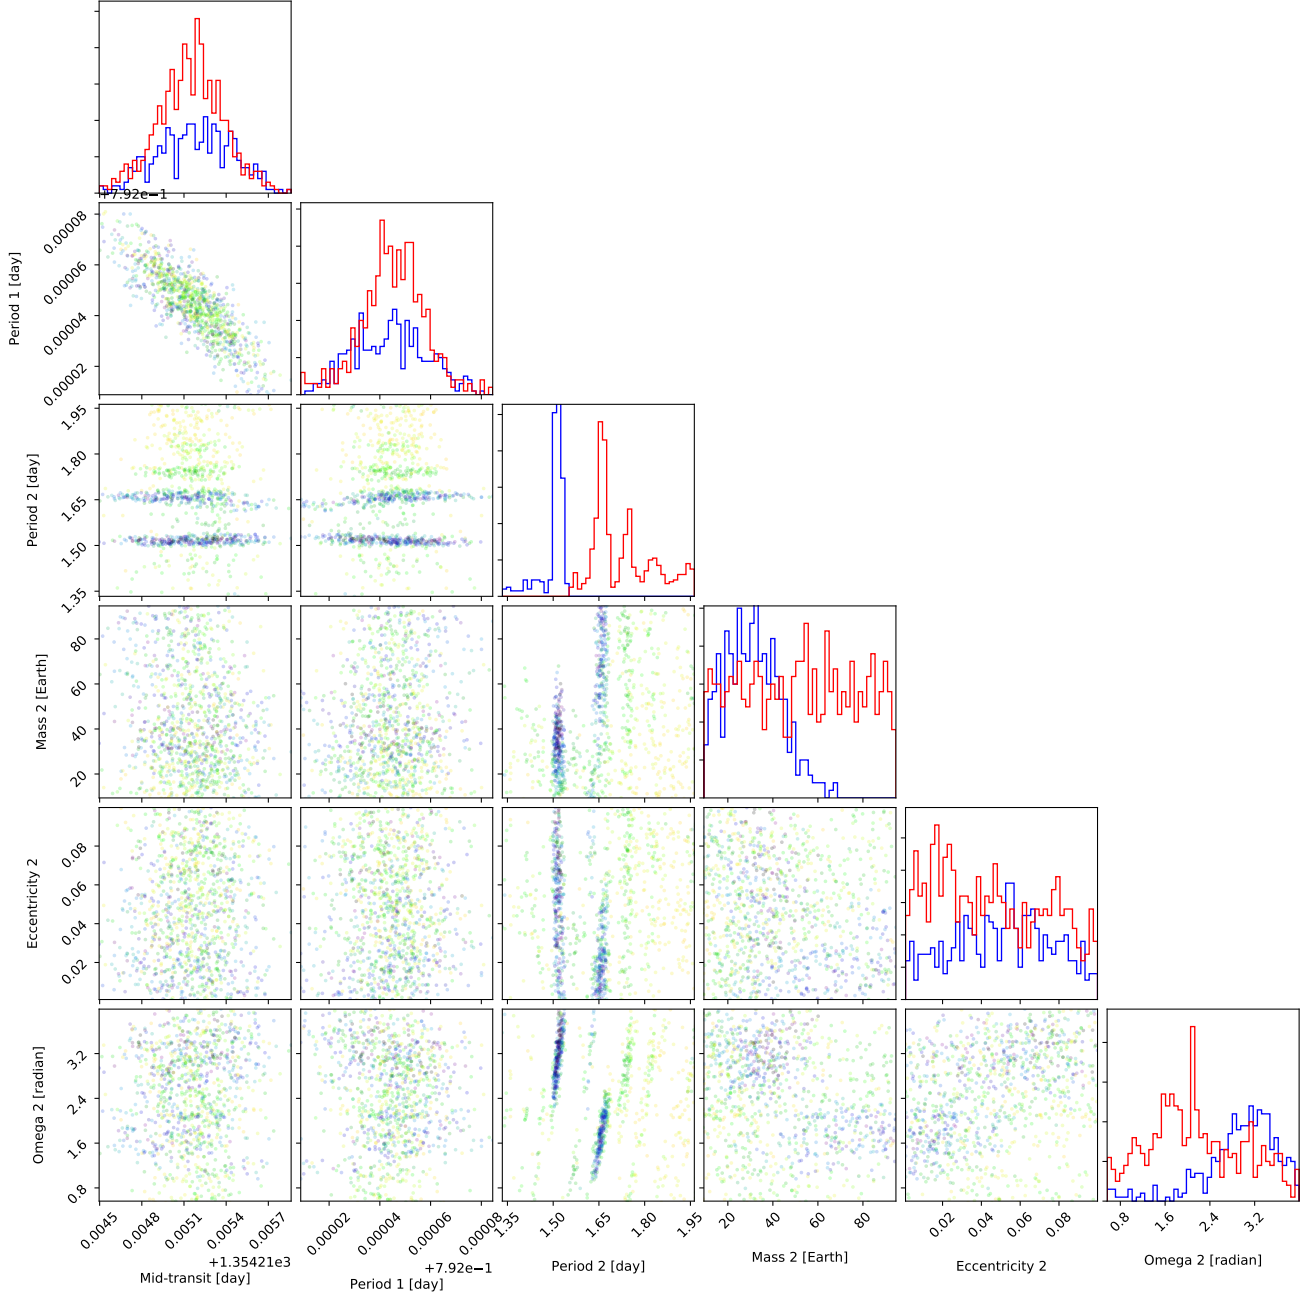 +7.92e−1
0.00008
0.00006
0.00004
0.00002
Period 1 [day]
1.95
1.80
1.65
1.50
1.35
Period 2 [day]
80
60
40
20
Mass 2 [Earth]
0.08
0.06
0.04
0.02
Eccentricity 2
3.2
2.4
1.6
0.8
Omega 2 [radian]
0.0045 0.0048 0.0051 0.0054 0.0057
+1.35421e3
Mid-transit [day]
0.00002 0.00004 0.00006 0.00008
+7.92e−1
Period 1 [day]
1.35 1.50 1.65 1.80 1.95
Period 2 [day]
20 40 60 80
Mass 2 [Earth]
0.02 0.04 0.06 0.08
Eccentricity 2
0.8 1.6 2.4 3.2
Omega 2 [radian]